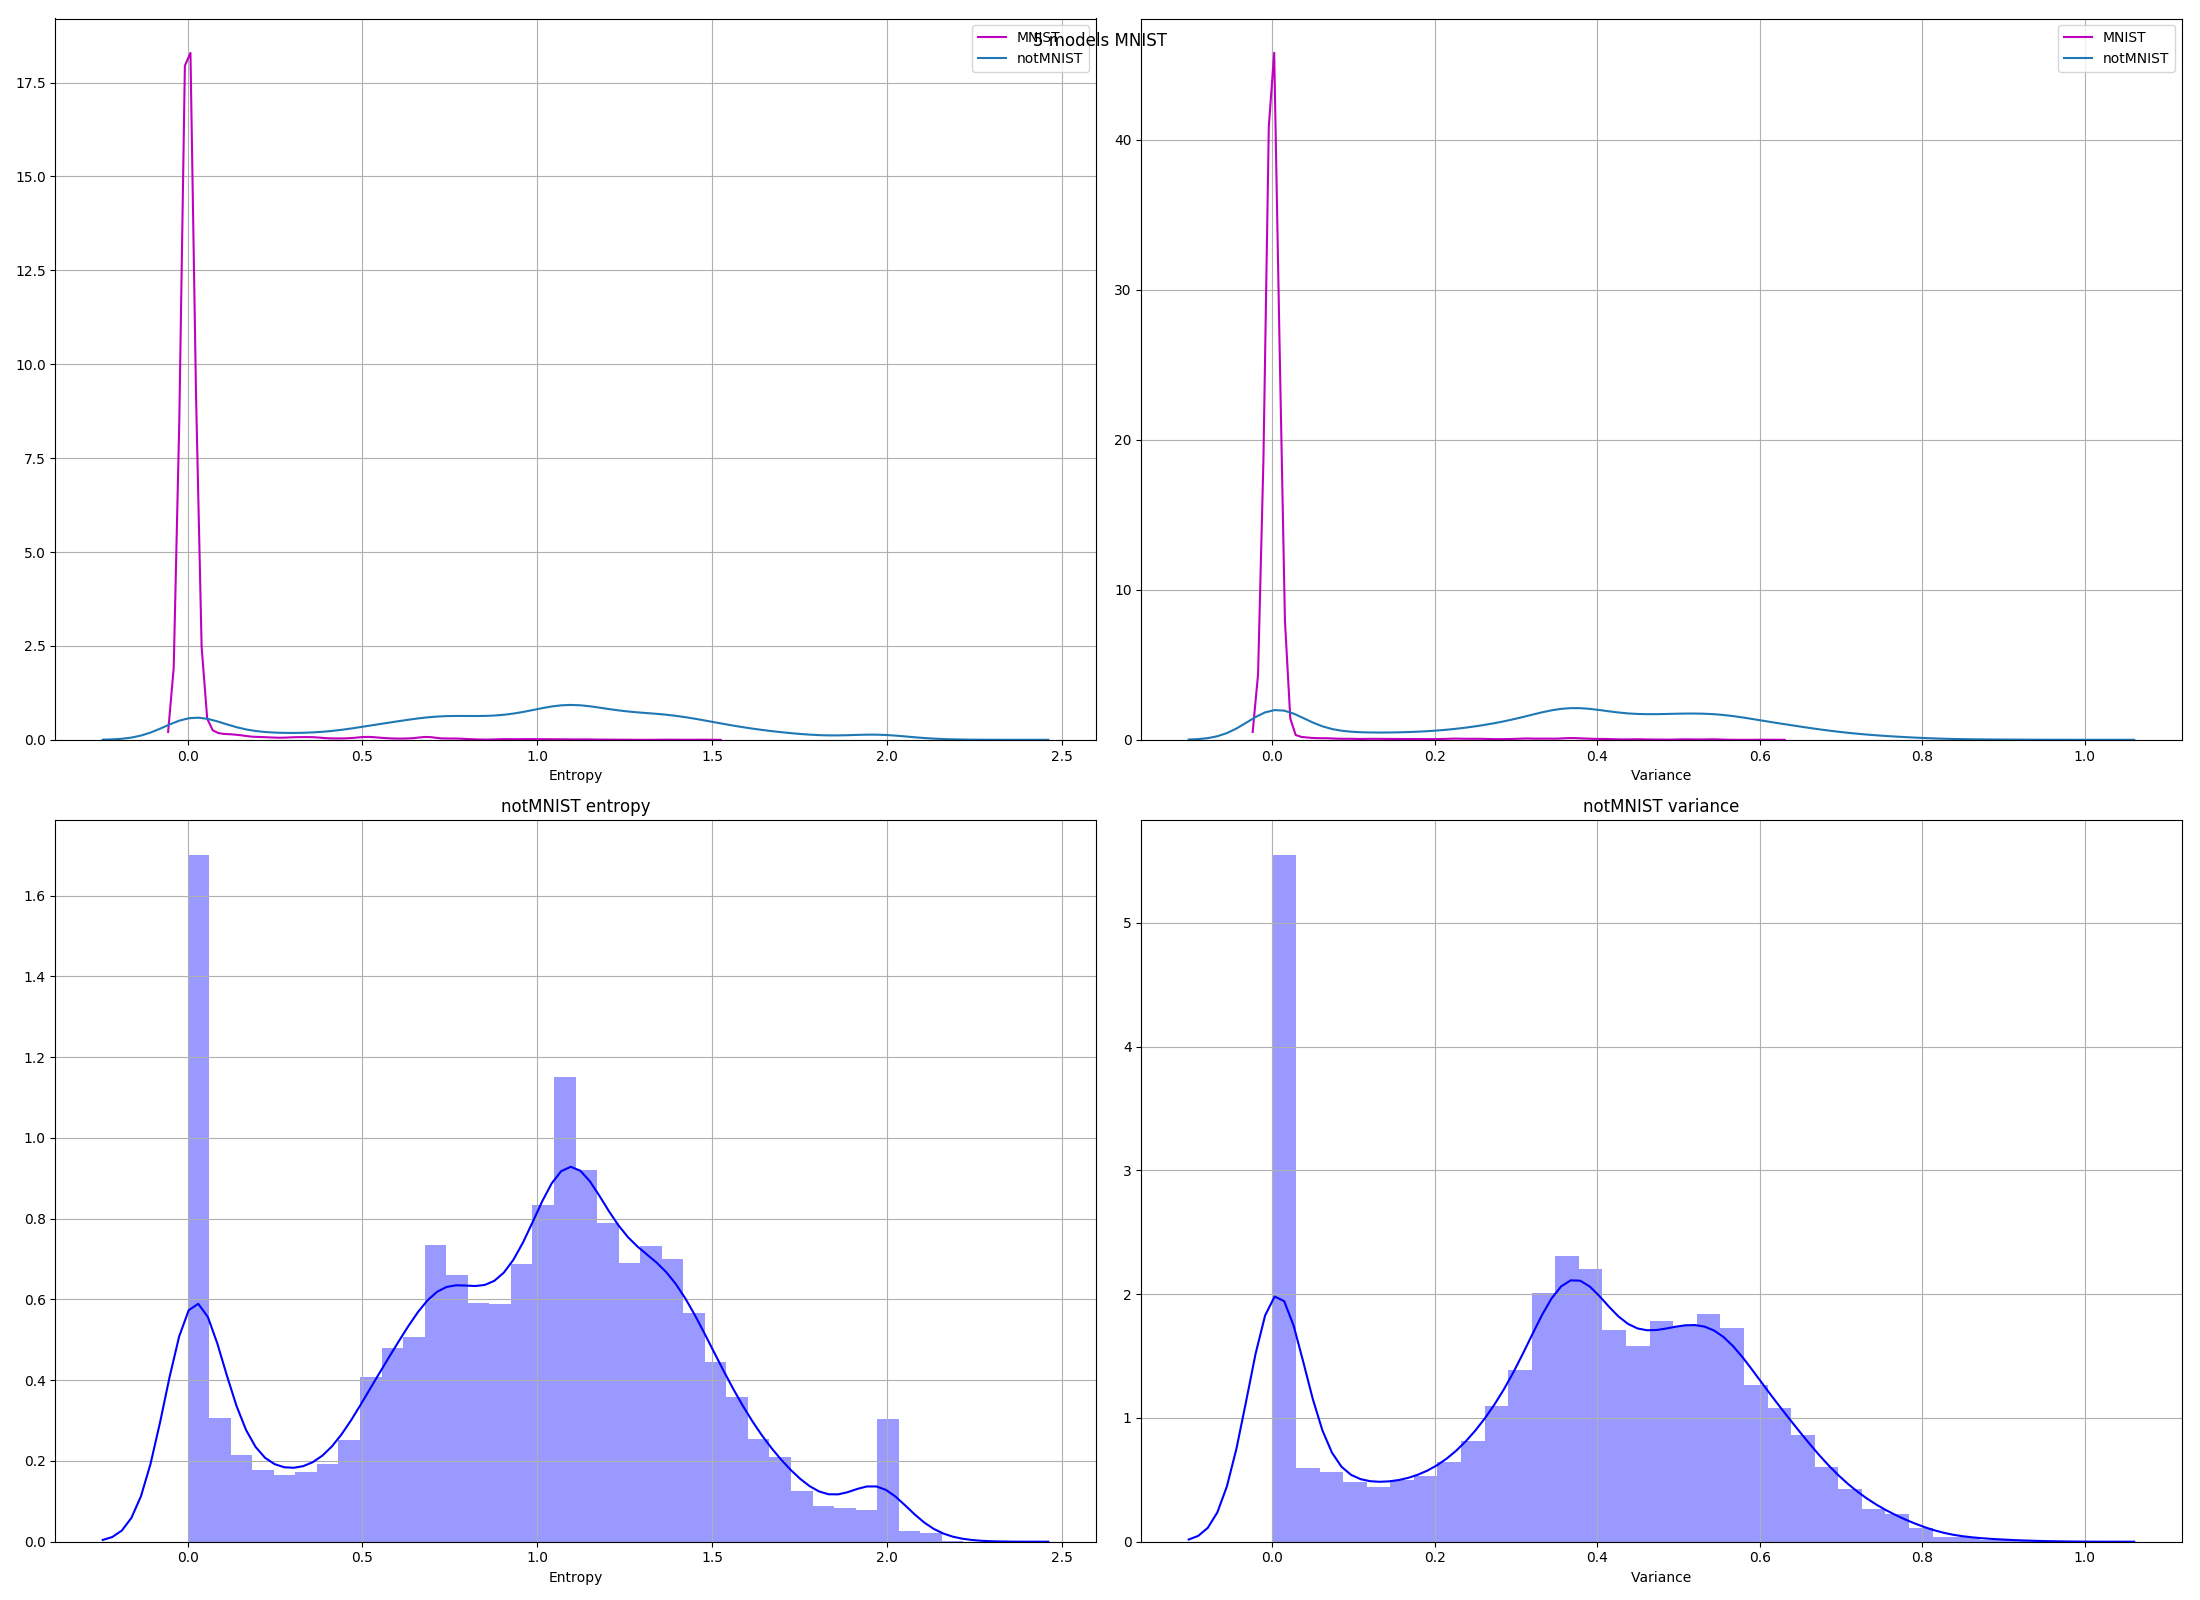 5 models MNIST
MNIST
notMNIST
17.5
15.0
12.5
10.0
7.5
5.0
2.5
0.0
0.0 0.5 1.0 1.5 2.0 2.5
Entropy
MNIST
notMNIST
40
30
20
10
0
0.0 0.2 0.4 0.6 0.8 1.0
Variance
notMNIST entropy
1.6
1.4
1.2
1.0
0.8
0.6
0.4
0.2
0.0
0.0 0.5 1.0 1.5 2.0 2.5
Entropy
notMNIST variance
5
4
3
2
1
0
0.0 0.2 0.4 0.6 0.8 1.0
Variance